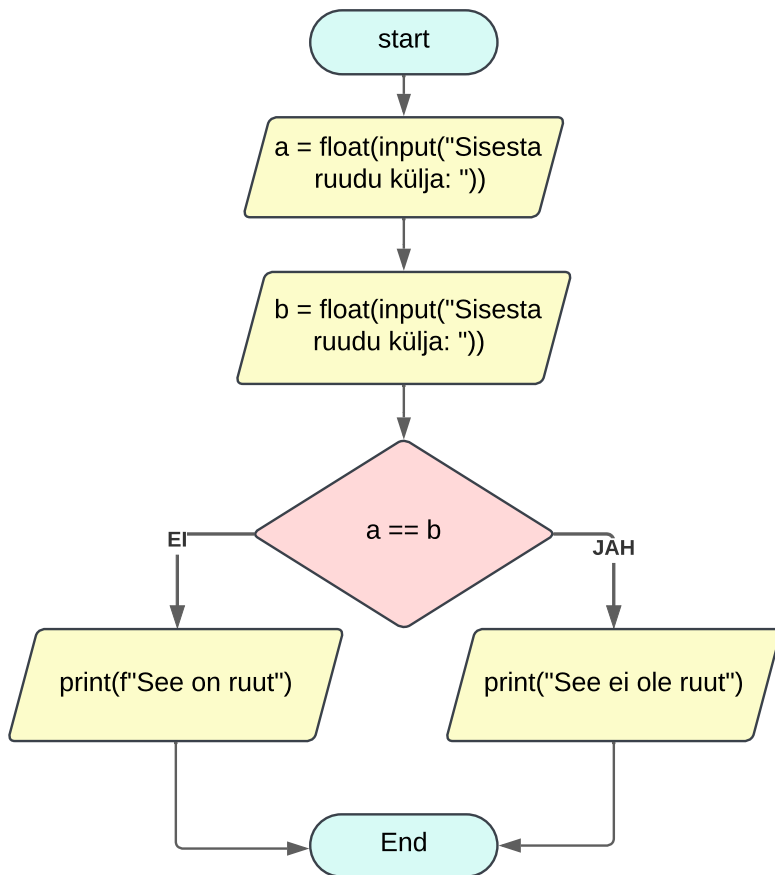 start
a = float(input("Sisesta
ruudu külja: "))
b = float(input("Sisesta
ruudu külja: "))
a == b
EI
JAH
print(f"See on ruut")
print("See ei ole ruut")
End